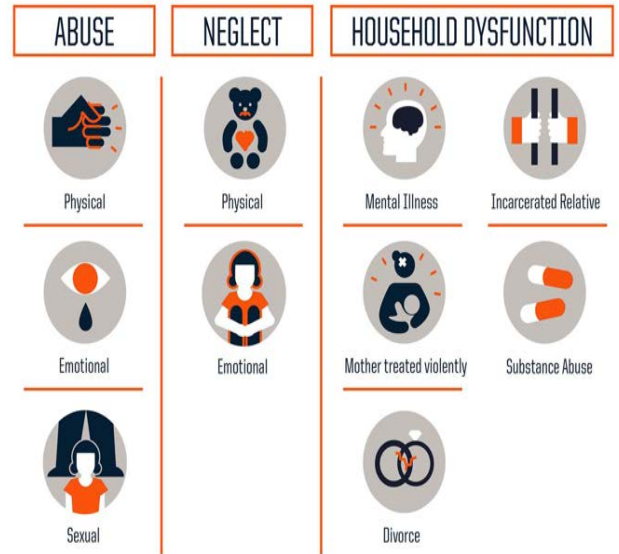 ABUSE
NEGLECT
HOUSEHOLD DYSFUNCTION
Physical
Physical
Mental Illness
Incarcerated Relative
Emotional
Emotional
Mother treated violently
Substance Abuse
Sexual
Divorce